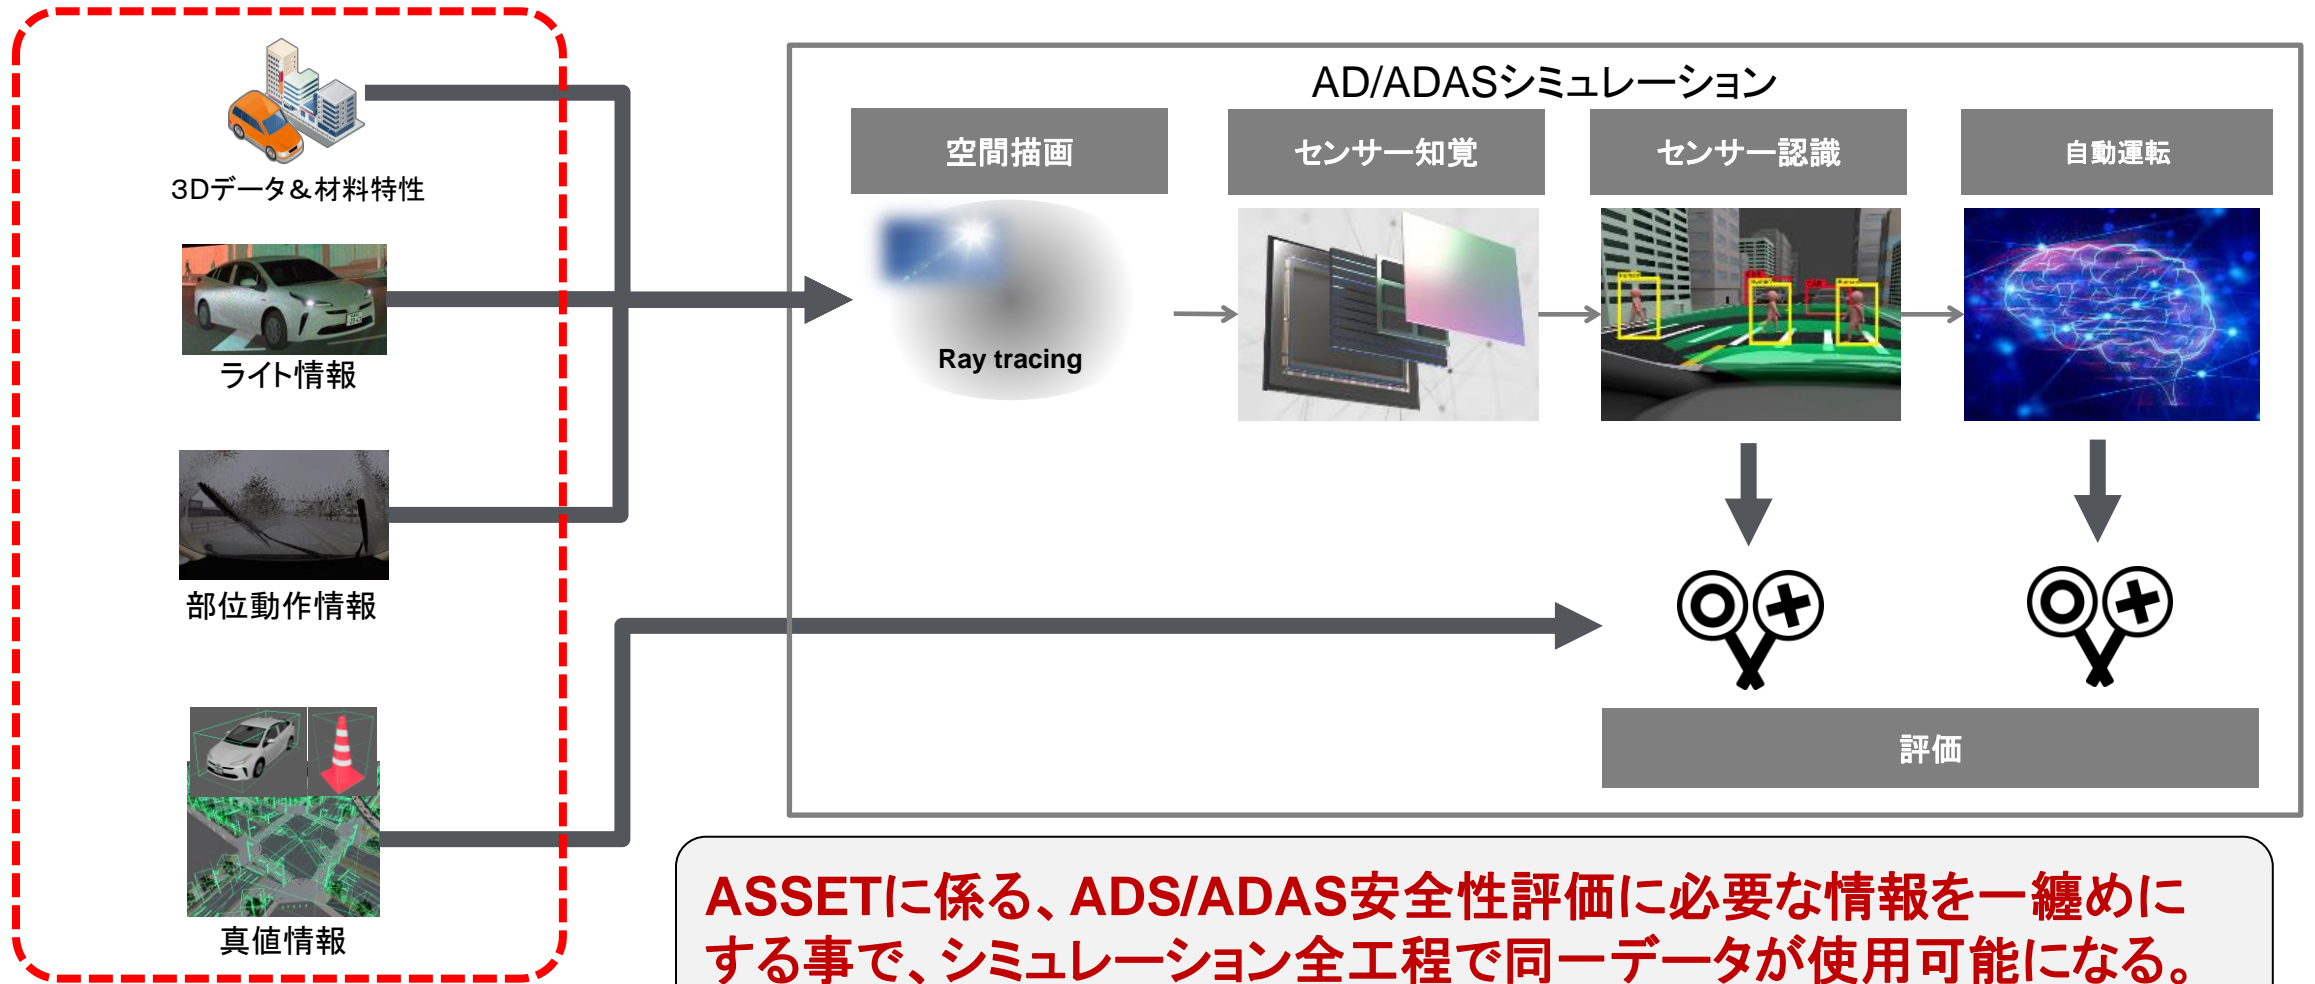 3Dデータ&材料特性
ライト情報
部位動作情報
真値情報
AD/ADASシミュレーション
空間描画
センサー知覚
センサー認識
自動運転
Ray tracing
評価
ASSETに係る、ADS/ADAS安全性評価に必要な情報を一纏めに
する事で、シミュレーション全工程で同一データが使用可能になる。